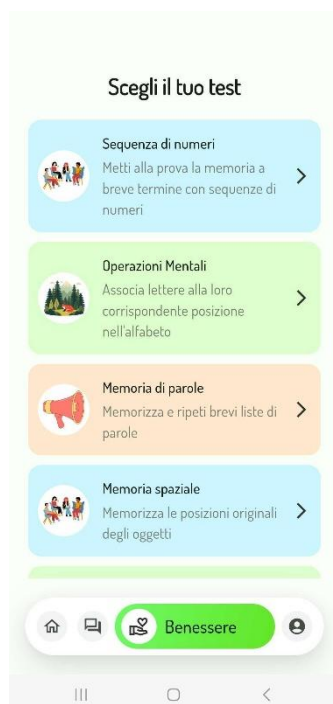 Scegli il tuo test
Sequenza di numeri
Metti alla prova la memoria a
breve termine con sequenze di
numeri
Operazioni Mentali
Associa lettere alla loro
corrispondente posizione
nell'alfabeto
Memoria di parole
Memorizza e ripeti brevi liste di
parole
Memoria spaziale
Memorizza le posizioni originali
degli oggetti
Benessere